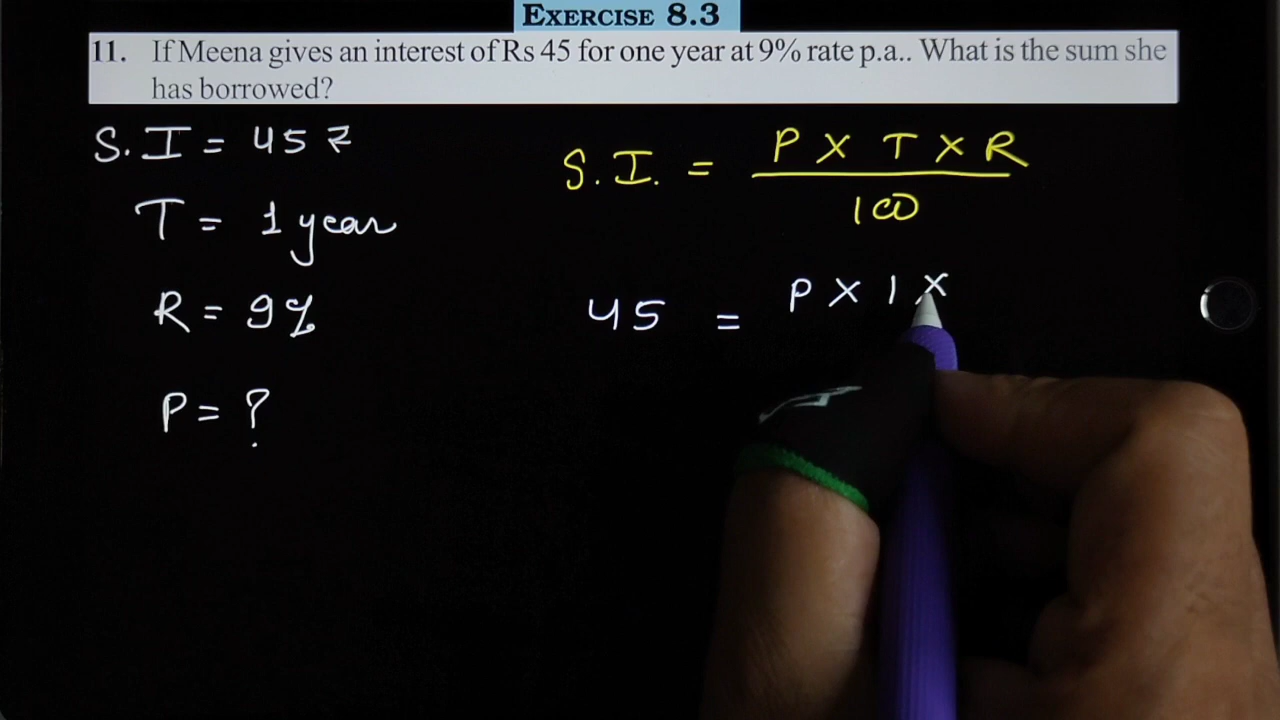 EXERCISE 8.3
11. If Meena gives an interest of Rs 45 for one year at 9% rate p.a.. What is the sum she
has borrowed?
S.I = 45 ₹
T = 1 year
R = 9%
P = ?
S.I. = P X T X R
100
45 = P X 1 X